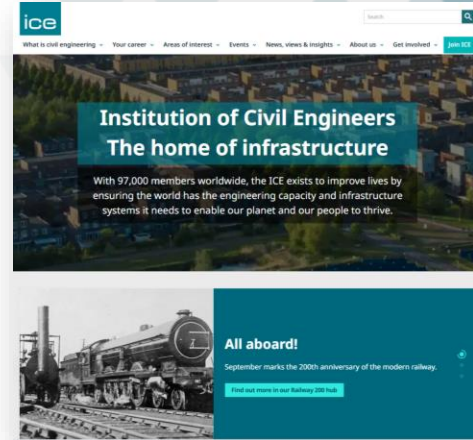 ice
Search
What is civil engineering
Your career
Areas of interest
Events
News, views & insights
About us
Get involved
Join ICE
Institution of Civil Engineers
The home of infrastructure
With 97,000 members worldwide, the ICE exists to improve lives by
ensuring the world has the engineering capacity and infrastructure
systems it needs to enable our planet and our people to thrive.
All aboard!
September marks the 200th anniversary of the modern railway.
Find out more in our Railway 200 hub